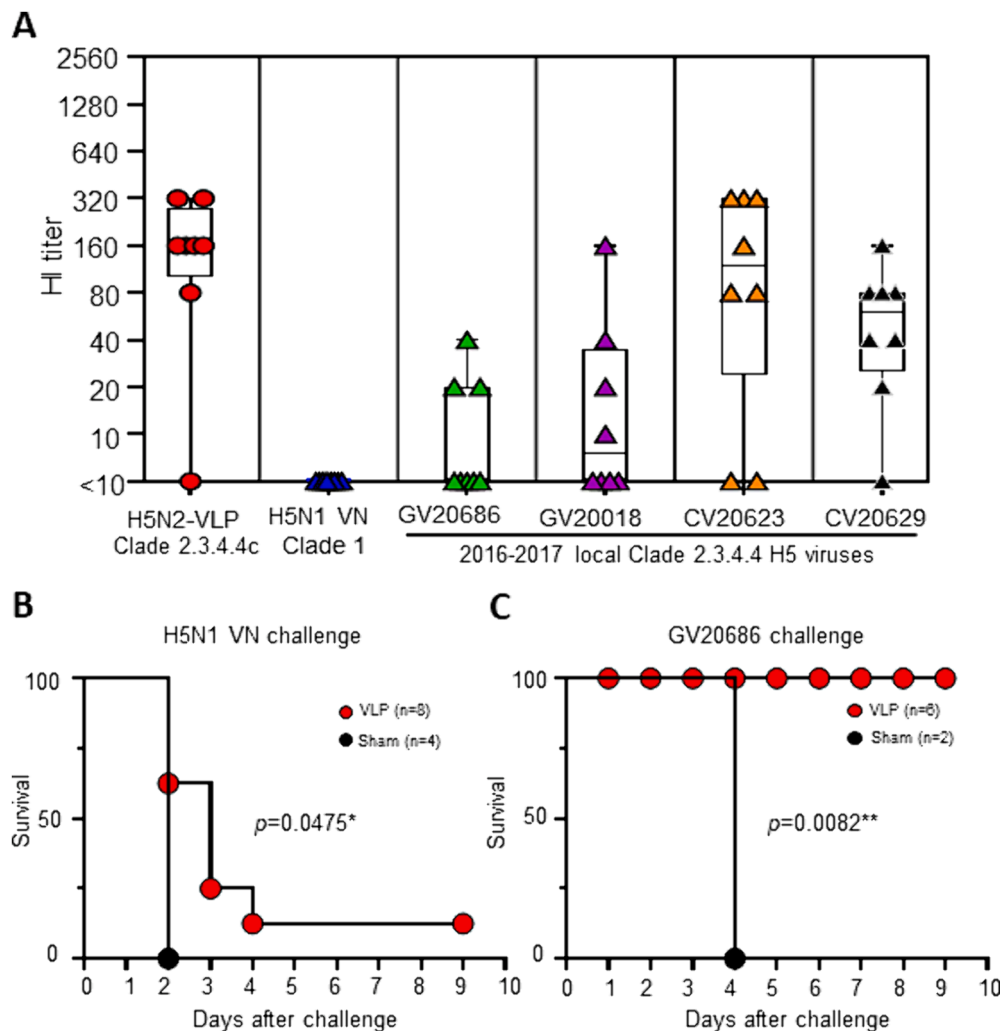 A
2560
1280
640
320
160
80
40
20
10
<10
HI titer
H5N2-VLP
Clade 2.3.4.4c
H5N1 VN
Clade 1
GV20686
GV20018
CV20623
CV20629
2016-2017 local Clade 2.3.4.4 H5 viruses
B
H5N1 VN challenge
100
50
0
Survival
VLP (n=8)
Sham (n=4)
p=0.0475*
0 1 2 3 4 5 6 7 8 9 10
Days after challenge
C
GV20686 challenge
100
50
0
Survival
VLP (n=6)
Sham (n=2)
p=0.0082**
0 1 2 3 4 5 6 7 8 9 10
Days after challenge